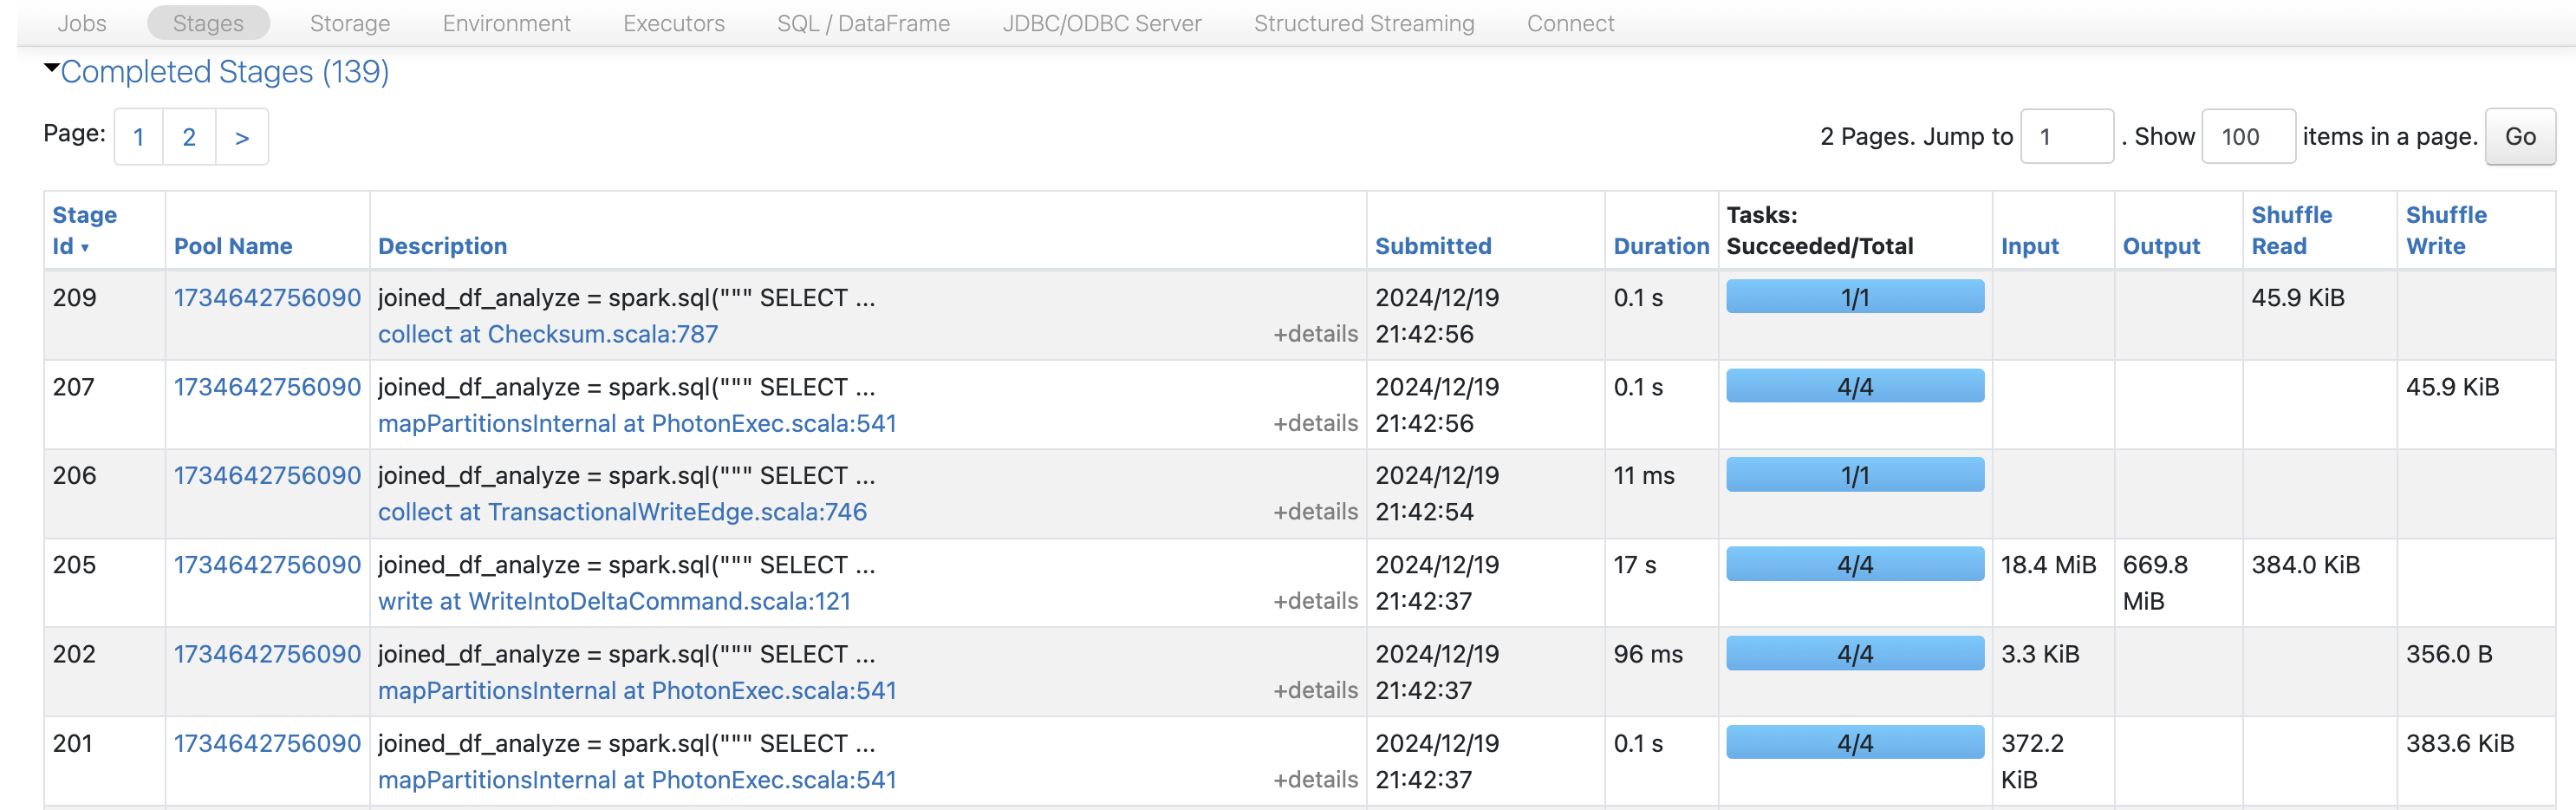 Jobs Stages Storage Environment Executors SQL / DataFrame JDBC/ODBC Server Structured Streaming Connect
Completed Stages (139)
Page: 1 2 > 2 Pages. Jump to 1 . Show 100 items in a page. Go
Stage Id ▾ Pool Name Description Submitted Duration Tasks: Succeeded/Total Input Output Shuffle Read Shuffle Write
209 1734642756090 joined_df_analyze = spark.sql(""" SELECT ... 2024/12/19 0.1 s 1/1 45.9 KiB
collect at Checksum.scala:787 +details 21:42:56
207 1734642756090 joined_df_analyze = spark.sql(""" SELECT ... 2024/12/19 0.1 s 4/4 45.9 KiB
mapPartitionsInternal at PhotonExec.scala:541 +details 21:42:56
206 1734642756090 joined_df_analyze = spark.sql(""" SELECT ... 2024/12/19 11 ms 1/1
collect at TransactionalWriteEdge.scala:746 +details 21:42:54
205 1734642756090 joined_df_analyze = spark.sql(""" SELECT ... 2024/12/19 17 s 4/4 18.4 MiB 669.8 384.0 KiB
write at WriteIntoDeltaCommand.scala:121 +details 21:42:37 MiB
202 1734642756090 joined_df_analyze = spark.sql(""" SELECT ... 2024/12/19 96 ms 4/4 3.3 KiB 356.0 B
mapPartitionsInternal at PhotonExec.scala:541 +details 21:42:37
201 1734642756090 joined_df_analyze = spark.sql(""" SELECT ... 2024/12/19 0.1 s 4/4 372.2 383.6 KiB
mapPartitionsInternal at PhotonExec.scala:541 +details 21:42:37 KiB